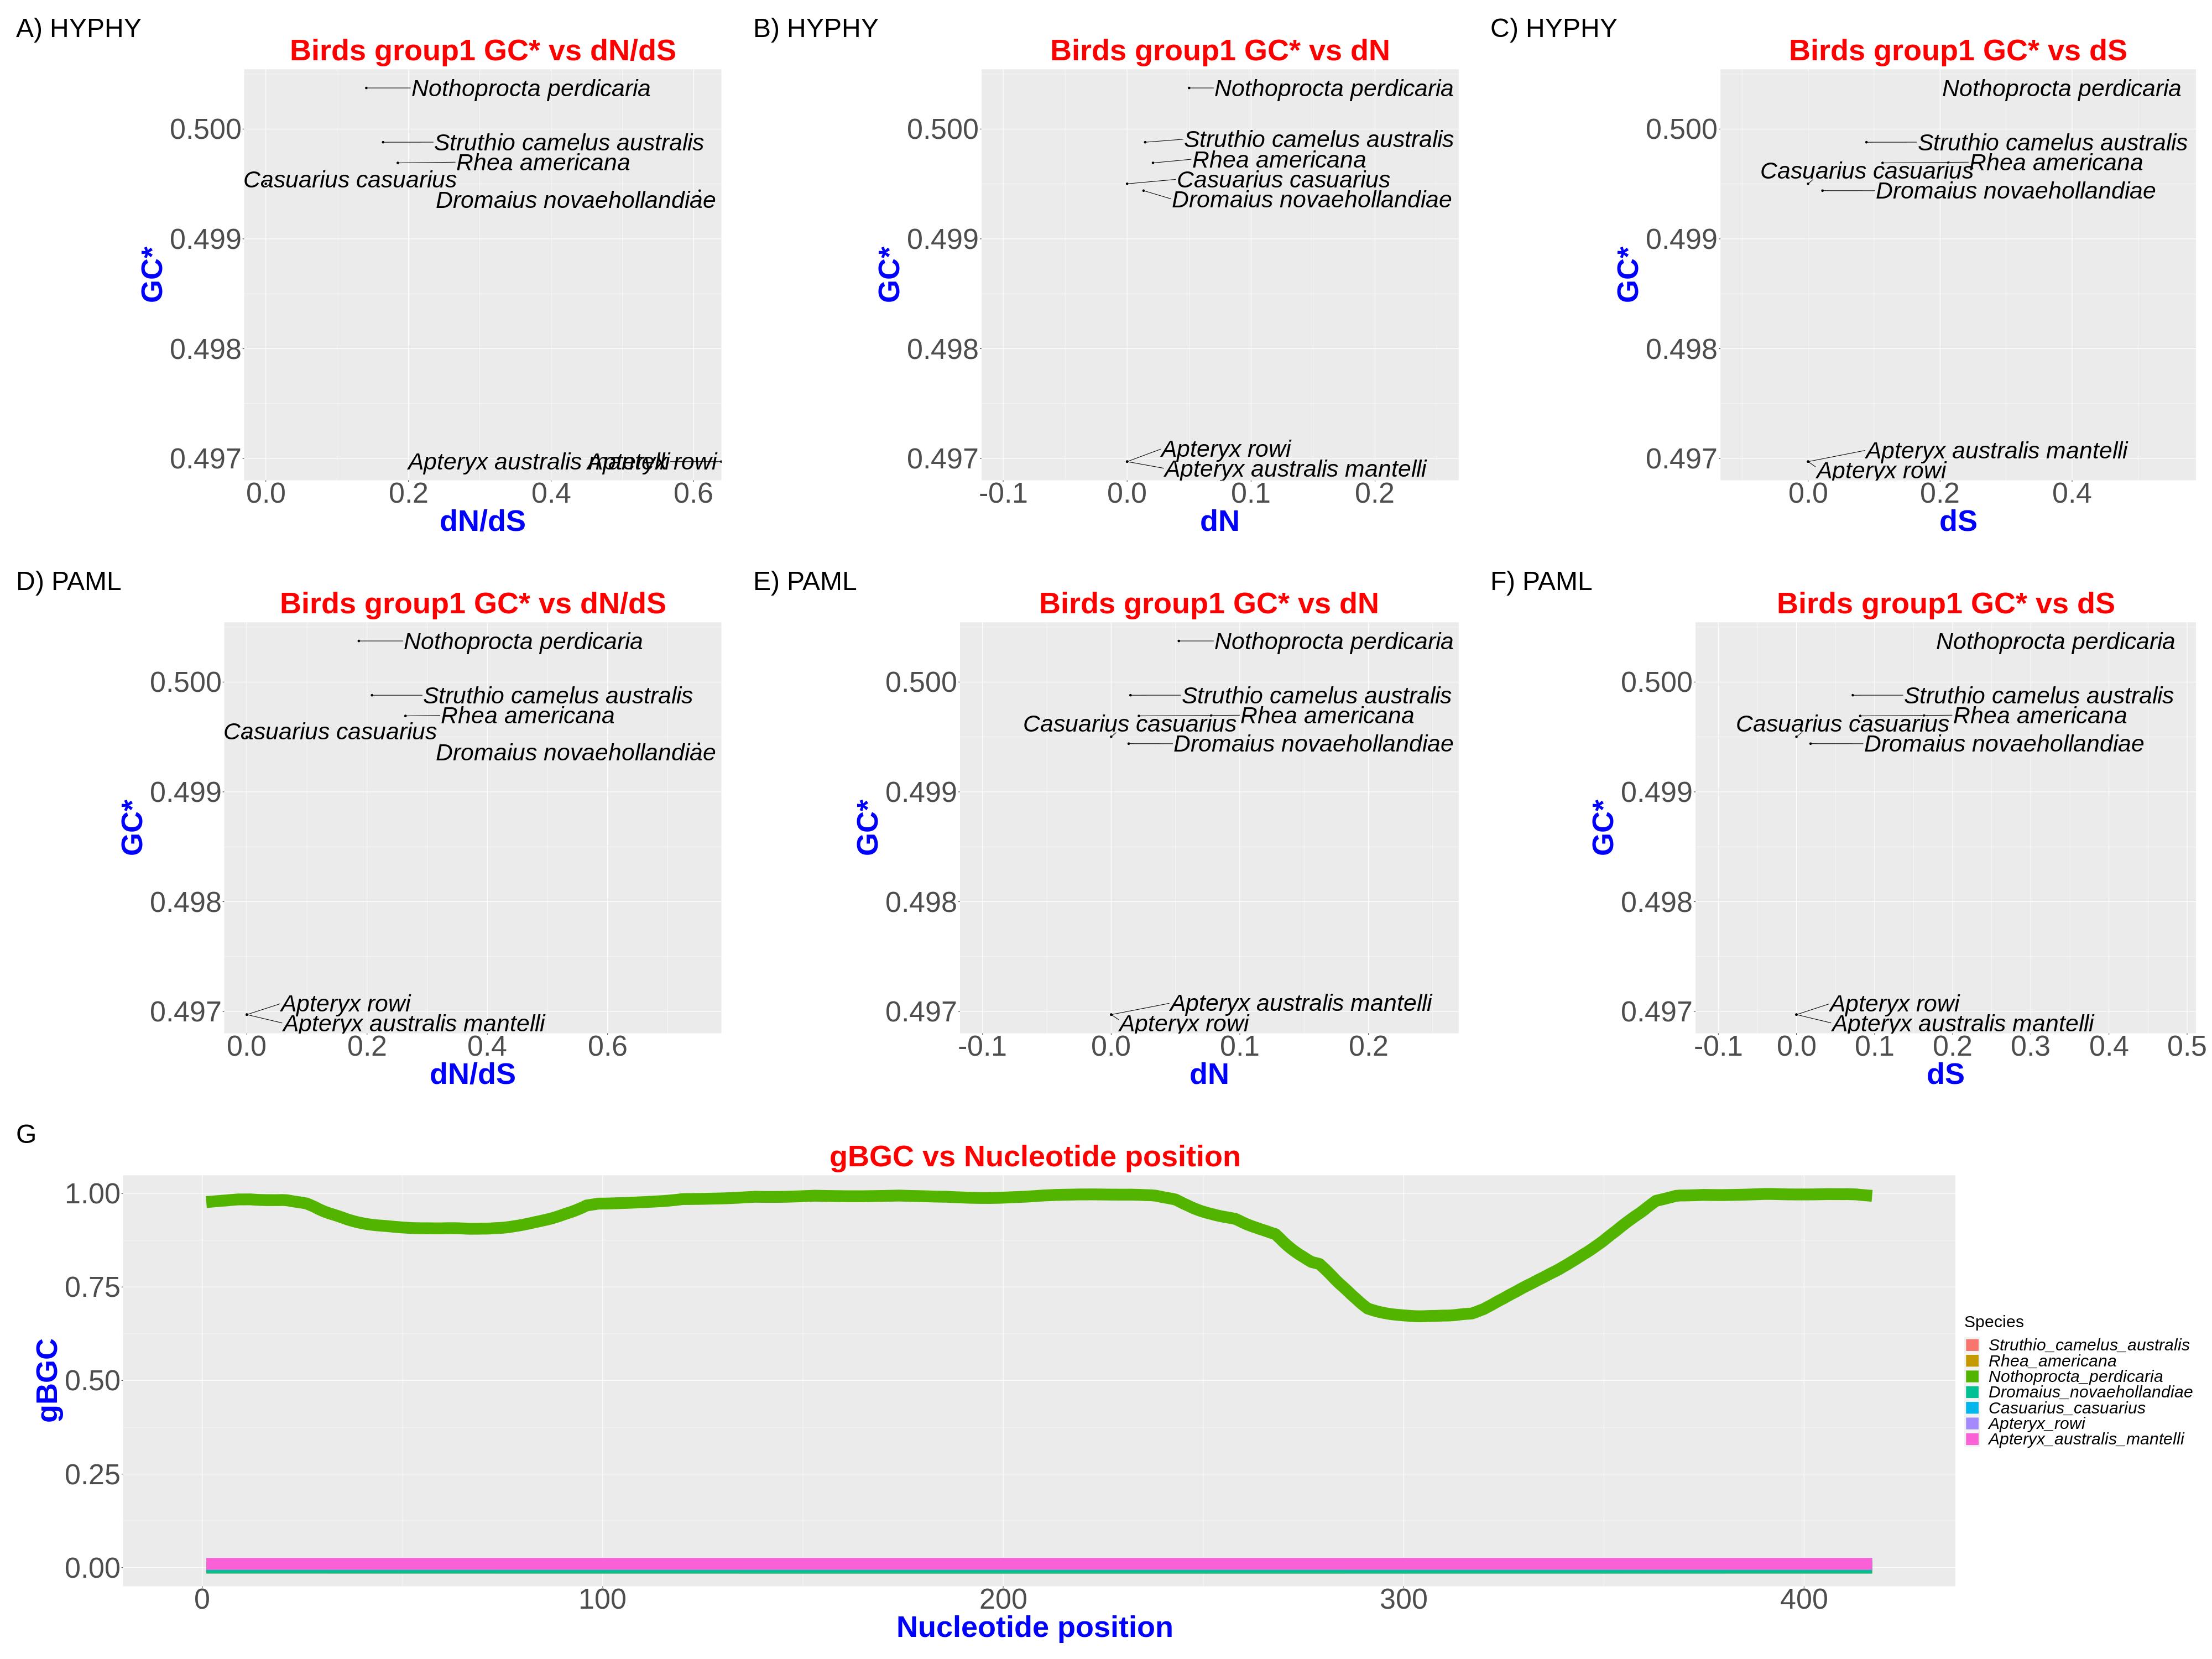 A) HYPHY
Birds group1 GC* vs dN/dS
Nothoprocta perdicaria
0.500
Struthio camelus australis
Rhea americana
Casuarius casuarius
Dromaius novaehollandiae
0.499
GC*
0.498
0.497
Apteryx australis mantelli
Apteryx rowi
0.0 0.2 0.4 0.6
dN/dS
B) HYPHY
Birds group1 GC* vs dN
Nothoprocta perdicaria
0.500
Struthio camelus australis
Rhea americana
Casuarius casuarius
Dromaius novaehollandiae
0.499
GC*
0.498
0.497
Apteryx rowi
Apteryx australis mantelli
-0.1 0.0 0.1 0.2
dN
C) HYPHY
Birds group1 GC* vs dS
Nothoprocta perdicaria
0.500
Struthio camelus australis
Rhea americana
Casuarius casuarius
Dromaius novaehollandiae
0.499
GC*
0.498
0.497
Apteryx australis mantelli
Apteryx rowi
0.0 0.2 0.4
dS
D) PAML
Birds group1 GC* vs dN/dS
Nothoprocta perdicaria
0.500
Struthio camelus australis
Rhea americana
Casuarius casuarius
Dromaius novaehollandiae
0.499
GC*
0.498
0.497
Apteryx rowi
Apteryx australis mantelli
0.0 0.2 0.4 0.6
dN/dS
E) PAML
Birds group1 GC* vs dN
Nothoprocta perdicaria
0.500
Struthio camelus australis
Rhea americana
Casuarius casuarius
Dromaius novaehollandiae
0.499
GC*
0.498
0.497
Apteryx australis mantelli
Apteryx rowi
-0.1 0.0 0.1 0.2
dN
F) PAML
Birds group1 GC* vs dS
Nothoprocta perdicaria
0.500
Struthio camelus australis
Rhea americana
Casuarius casuarius
Dromaius novaehollandiae
0.499
GC*
0.498
0.497
Apteryx rowi
Apteryx australis mantelli
-0.1 0.0 0.1 0.2 0.3 0.4 0.5
dS
G
gBGC vs Nucleotide position
1.00
0.75
0.50
0.25
0.00
gBGC
0 100 200 300 400
Nucleotide position
Species
Struthio_camelus_australis
Rhea_americana
Nothoprocta_perdicaria
Dromaius_novaehollandiae
Casuarius_casuarius
Apteryx_rowi
Apteryx_australis_mantelli